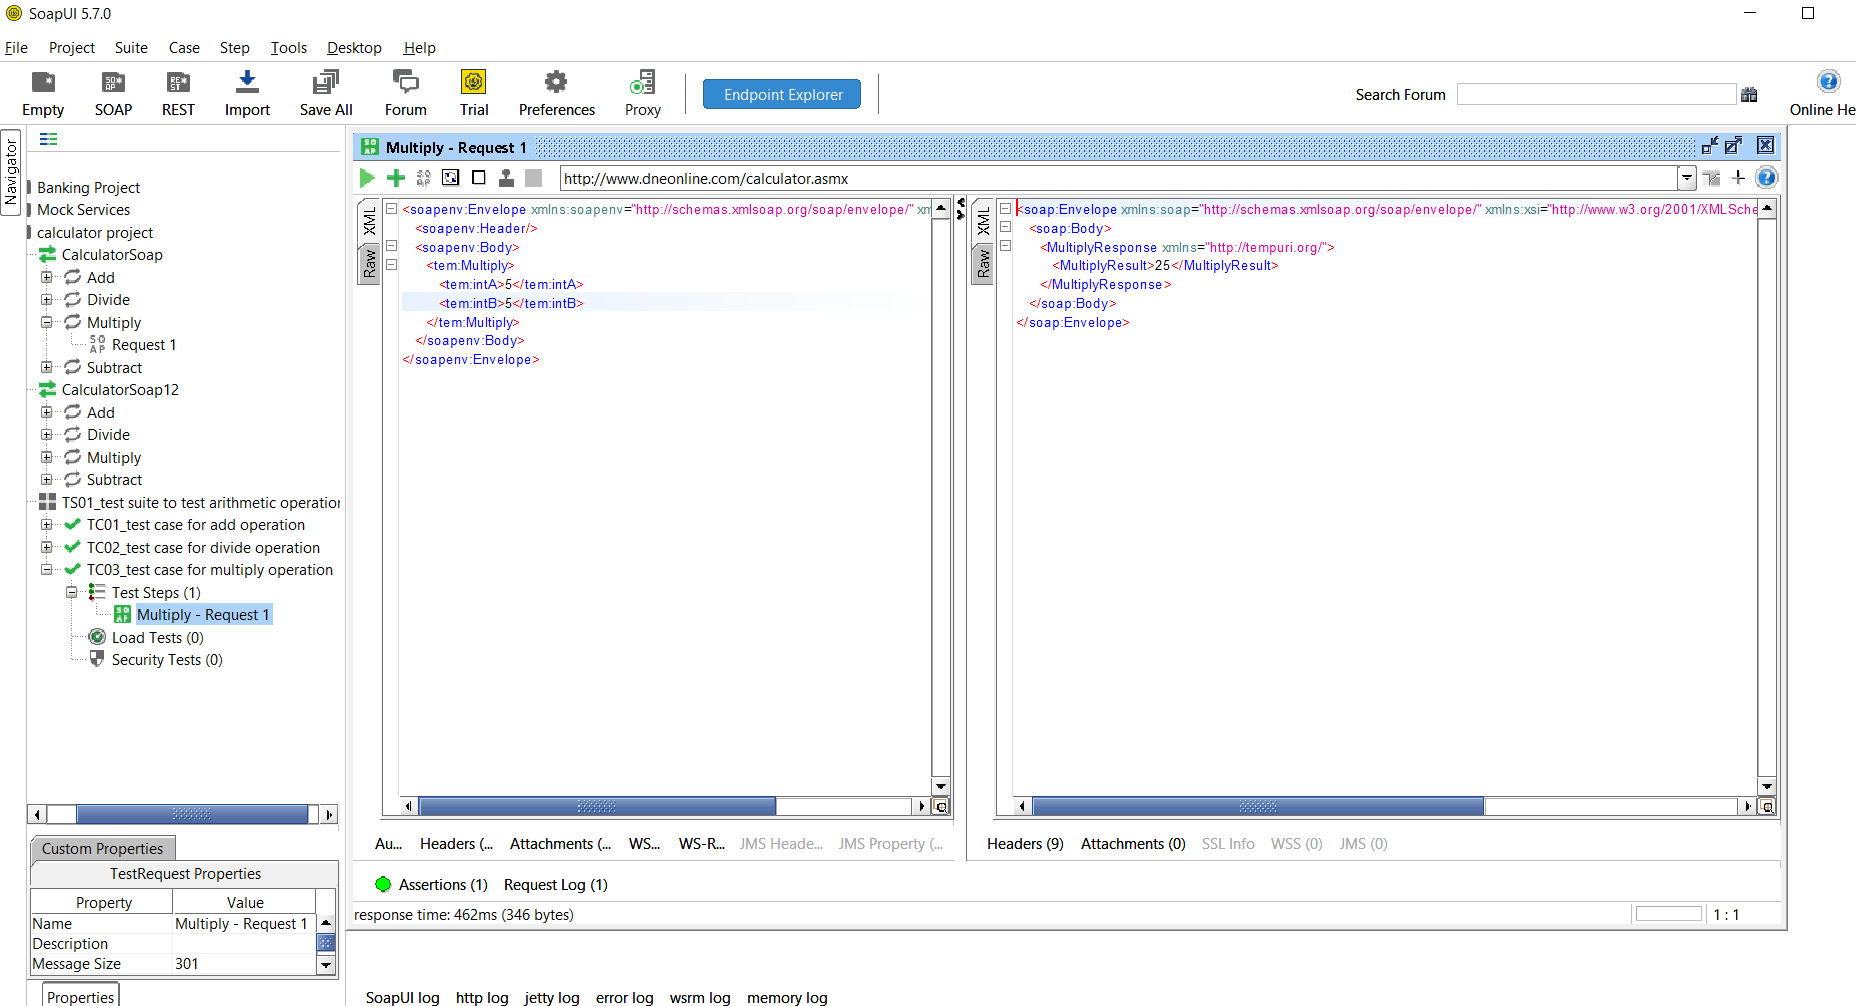 SoapUI 5.7.0
File Project Suite Case Step Tools Desktop Help
Empty SOAP REST Import Save All Forum Trial Preferences Proxy Endpoint Explorer Search Forum Online He
Navigator
Banking Project
Mock Services
calculator project
CalculatorSoap
Add
Divide
Multiply
Request 1
Subtract
CalculatorSoap12
Add
Divide
Multiply
Subtract
TS01_test suite to test arithmetic operation
TC01_test case for add operation
TC02_test case for divide operation
TC03_test case for multiply operation
Test Steps (1)
Multiply - Request 1
Load Tests (0)
Security Tests (0)
Custom Properties
TestRequest Properties
Property Value
Name Multiply - Request 1
Description
Message Size 301
Properties
Multiply - Request 1
http://www.dneonline.com/calculator.asmx
XML
Raw
<soapenv:Envelope xmlns:soapenv="http://schemas.xmlsoap.org/soap/envelope/" xm
<soapenv:Header/>
<soapenv:Body>
<tem:Multiply>
<tem:intA>5</tem:intA>
<tem:intB>5</tem:intB>
</tem:Multiply>
</soapenv:Body>
</soapenv:Envelope>
Au... Headers (... Attachments (... WS... WS-R... JMS Heade... JMS Property (...
XML
Raw
<soap:Envelope xmlns:soap="http://schemas.xmlsoap.org/soap/envelope/" xmlns:xsi="http://www.w3.org/2001/XMLSche
<soap:Body>
<MultiplyResponse xmlns="http://tempuri.org/">
<MultiplyResult>25</MultiplyResult>
</MultiplyResponse>
</soap:Body>
</soap:Envelope>
Headers (9) Attachments (0) SSL Info WSS (0) JMS (0)
Assertions (1) Request Log (1)
response time: 462ms (346 bytes) 1 : 1
SoapUI log http log jetty log error log wsrm log memory log